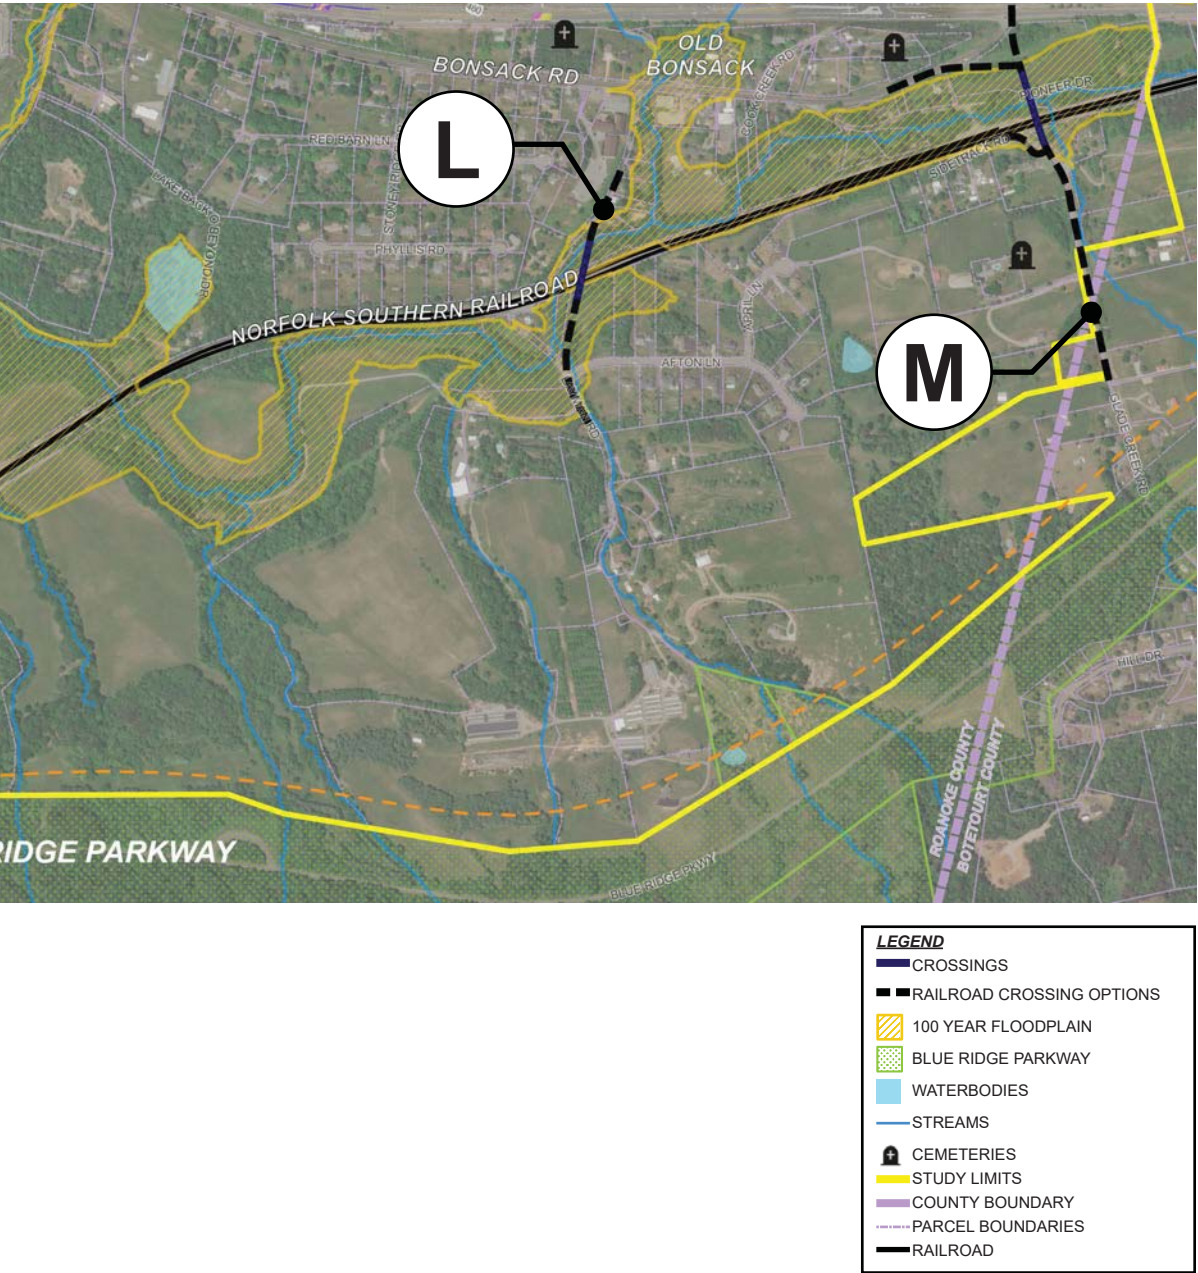 460
OLD
BONSACK
BONSACK RD
COOK CREEK RD
PIONEER DR
RED BARN LN
SIDETRACK RD
L
LAKE BACK O BEYOND DR
PHYLLIS RD
NORFOLK SOUTHERN RAILROAD
APRIL LN
AFTON LN
M
RD
GLADE CREEK RD
HILL DR
ROANOKE COUNTY
BOTETOURT COUNTY
RIDGE PARKWAY
BLUE RIDGE PKWY
LEGEND
CROSSINGS
RAILROAD CROSSING OPTIONS
100 YEAR FLOODPLAIN
BLUE RIDGE PARKWAY
WATERBODIES
STREAMS
CEMETERIES
STUDY LIMITS
COUNTY BOUNDARY
PARCEL BOUNDARIES
RAILROAD